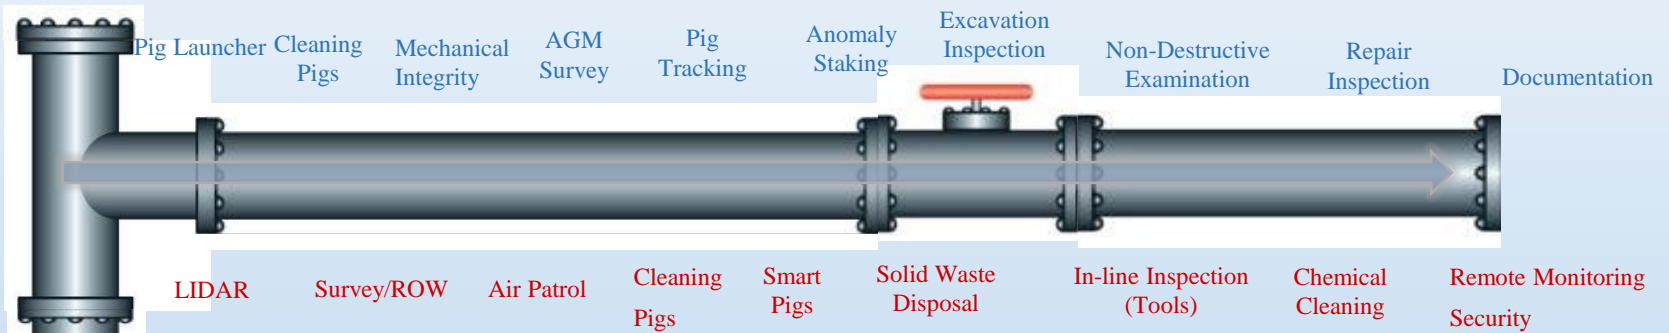 Pig Launcher
Cleaning
Pigs
Mechanical
Integrity
AGM
Survey
Pig
Tracking
Anomaly
Staking
Excavation
Inspection
Non-Destructive
Examination
Repair
Inspection
Documentation
LIDAR
Survey/ROW
Air Patrol
Cleaning
Pigs
Smart
Pigs
Solid Waste
Disposal
In-line Inspection
(Tools)
Chemical
Cleaning
Remote Monitoring
Security